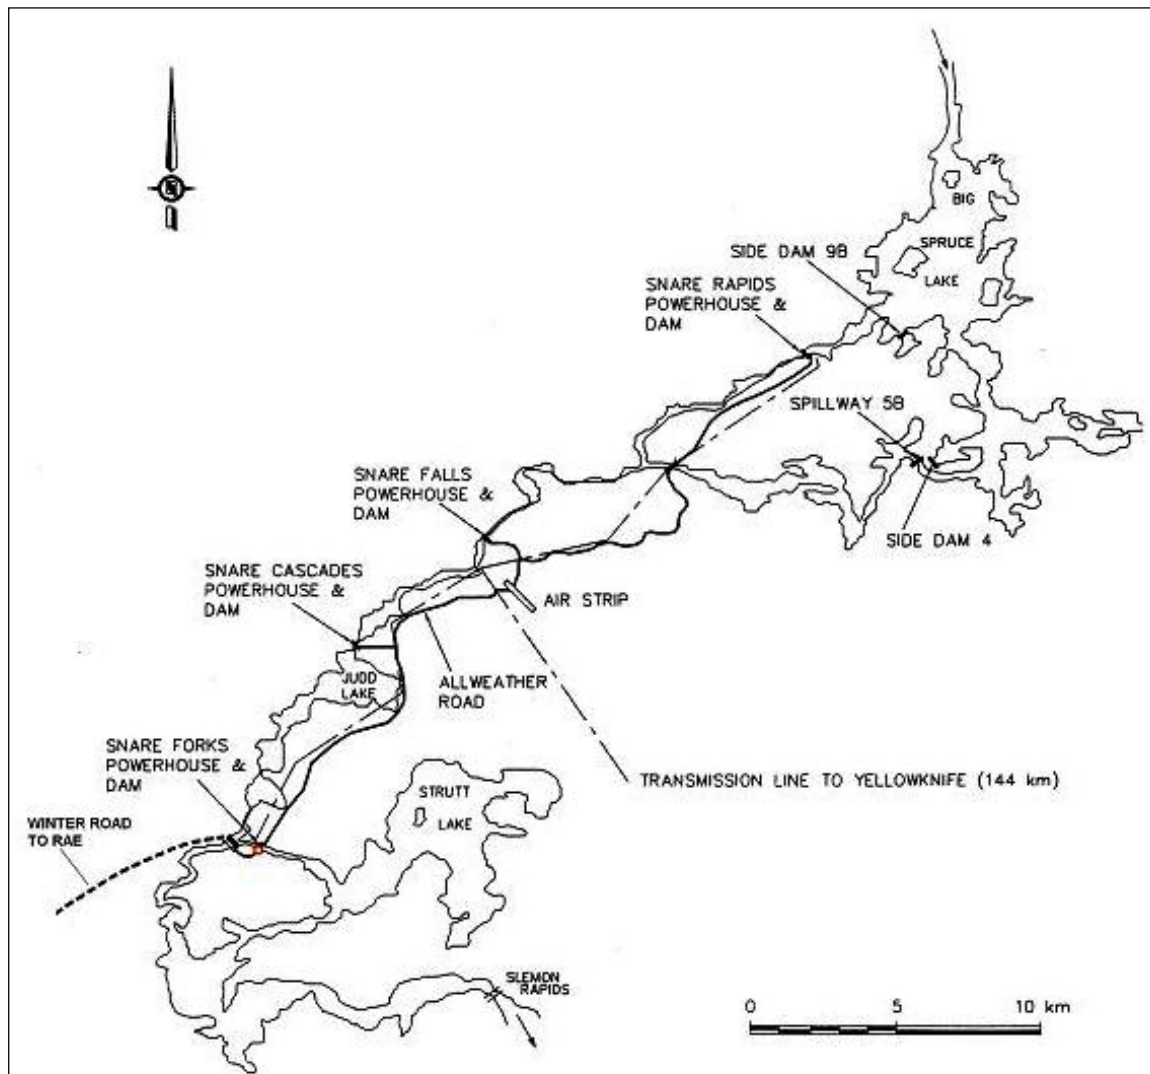 BIG
SPRUCE
LAKE
SIDE DAM 9B
SNARE RAPIDS
POWERHOUSE &
DAM
SPILLWAY 5B
SNARE FALLS
POWERHOUSE &
DAM
SIDE DAM 4
SNARE CASCADES
POWERHOUSE &
DAM
AIR STRIP
JUDD
LAKE
ALLWEATHER
ROAD
SNARE FORKS
POWERHOUSE &
DAM
TRANSMISSION LINE TO YELLOWKNIFE (144 km)
STRUTT
LAKE
WINTER ROAD
TO RAE
SLEMON
RAPIDS
0 5 10 km